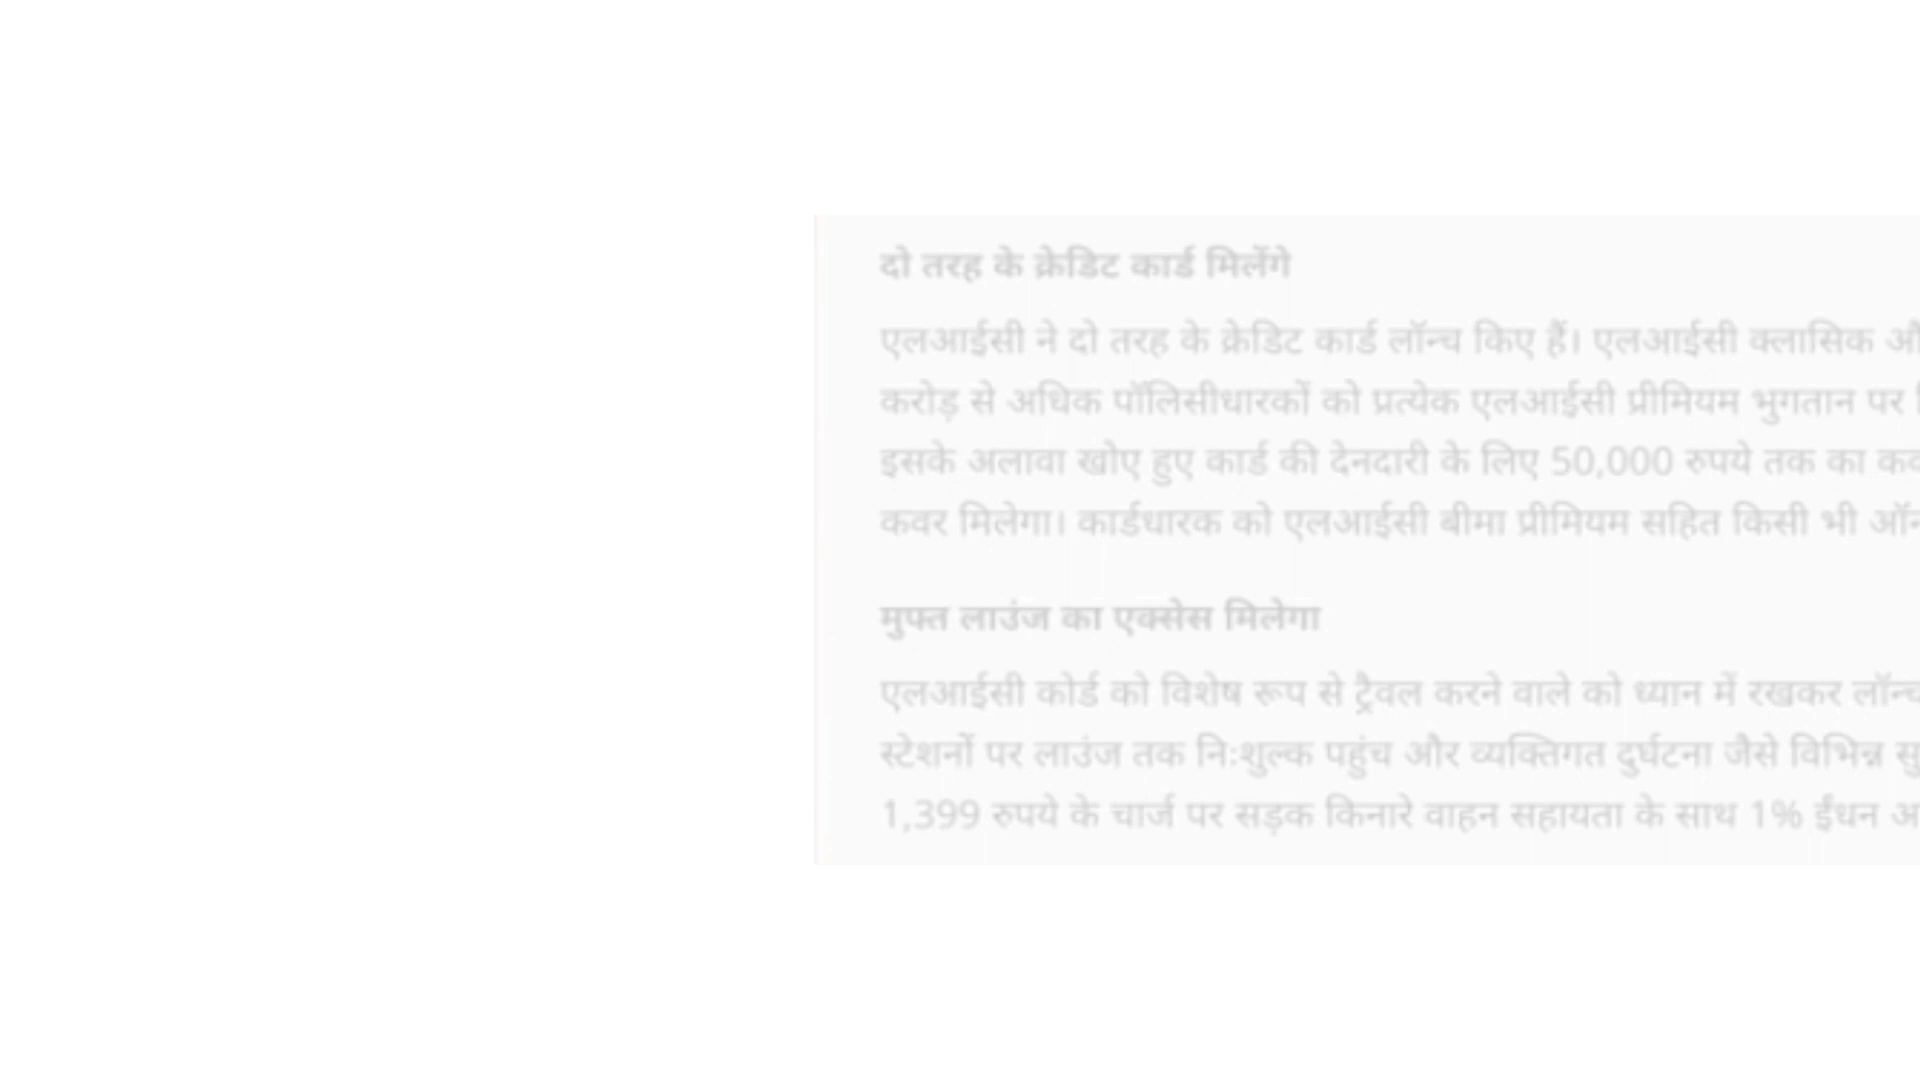 दो तरह के क्रेडिट कार्ड मिलेंगे
एलआईसी ने दो तरह के क्रेडिट कार्ड लॉन्च किए हैं। एलआईसी क्लासिक
करोड़ से अधिक पॉलिसीधारकों को प्रत्येक एलआईसी प्रीमियम भुगतान पर
इसके अलावा खोए हुए कार्ड की देनदारी के लिए 50,000 रुपये तक का
कवर मिलेगा। कार्डधारक को एलआईसी बीमा प्रीमियम सहित किसी भी
मुफ्त लाउंज का एक्सेस मिलेगा
एलआईसी कोर्ड को विशेष रूप से ट्रैवल करने वाले को ध्यान में रखकर
स्टेशनों पर लाउंज तक निःशुल्क पहुंच और व्यक्तिगत दुर्घटना जैसे विभिन्न
1,399 रुपये के चार्ज पर सड़क किनारे वाहन सहायता के साथ 1% ईंधन